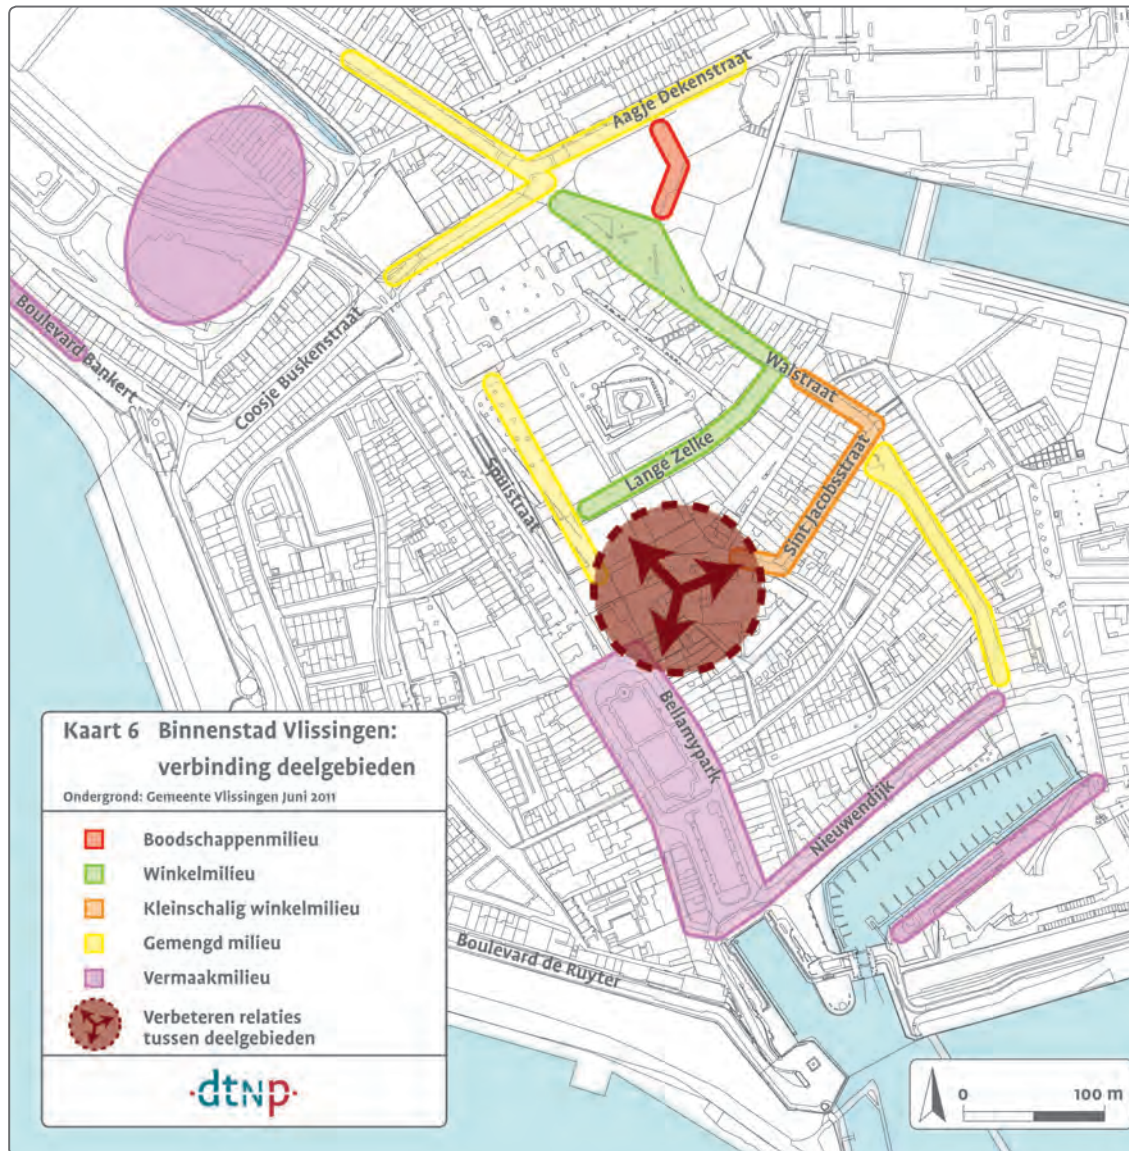 Aagje Dekenstraat
Boulevard Bankert
Coosje Buskenstraat
Walstraat
Lange Zelke
Spuistraat
Sint Jacobsstraat
Bellamypark
Nieuwendijk
Boulevard de Ruyter
Kaart 6 Binnenstad Vlissingen:
verbinding deelgebieden
Ondergrond: Gemeente Vlissingen Juni 2011
Boodschappenmilieu
Winkelmilieu
Kleinschalig winkelmilieu
Gemengd milieu
Vermaakmilieu
Verbeteren relaties
tussen deelgebieden
·dtNp·
0 100 m